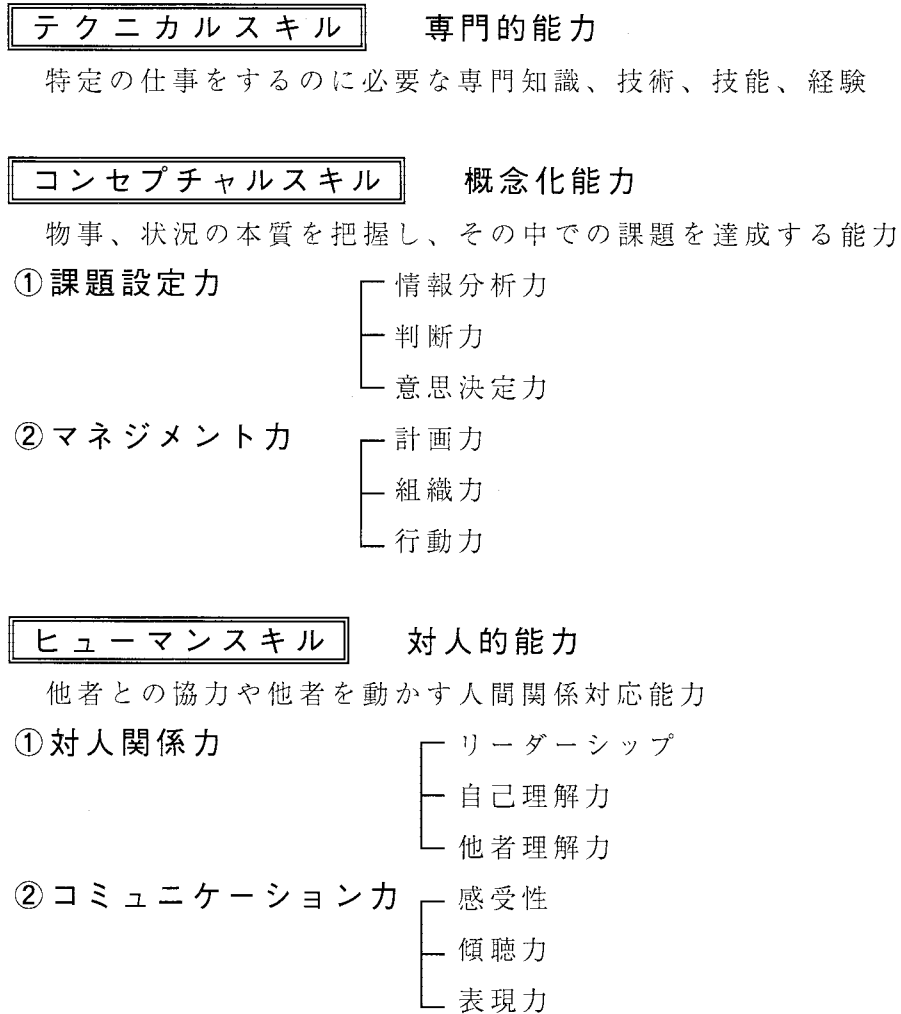 テクニカルスキル 専門的能力
特定の仕事をするのに必要な専門知識、技術、技能、経験
コンセプチャルスキル 概念化能力
物事、状況の本質を把握し、その中での課題を達成する能力
①課題設定力 情報分析力
判断力
意思決定力
②マネジメント力 計画力
組織力
行動力
ヒューマンスキル 対人的能力
他者との協力や他者を動かす人間関係対応能力
①対人関係力 リーダーシップ
自己理解力
他者理解力
②コミュニケーション力 感受性
傾聴力
表現力